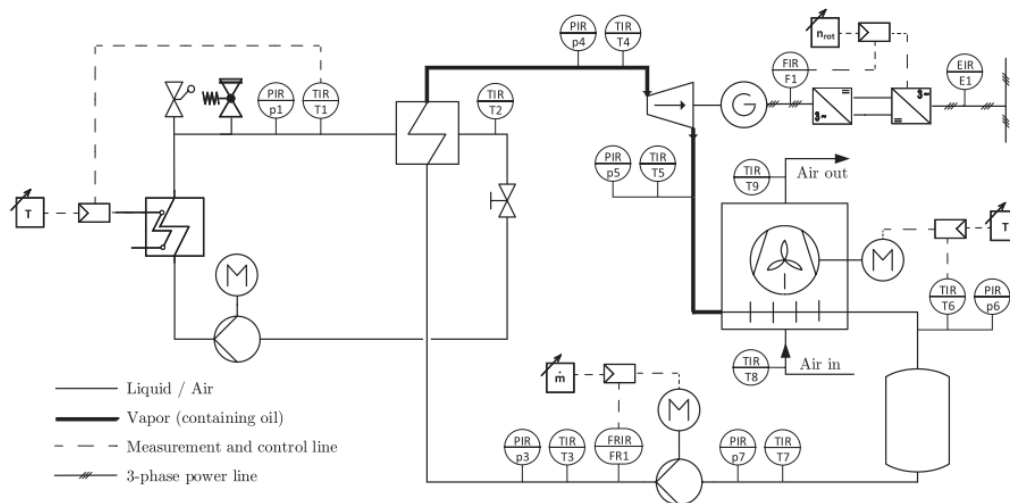 PIR
p4
TIR
T4
n_rot
FIR
F1
EIR
E1
PIR
p1
TIR
T1
TIR
T2
G
3~
3~
PIR
p5
TIR
T5
TIR
T9
Air out
T
M
M
T
TIR
T6
PIR
p6
TIR
T8
Air in
Liquid / Air
Vapor (containing oil)
Measurement and control line
3-phase power line
ṁ
M
PIR
p3
TIR
T3
FRIR
FR1
PIR
p7
TIR
T7